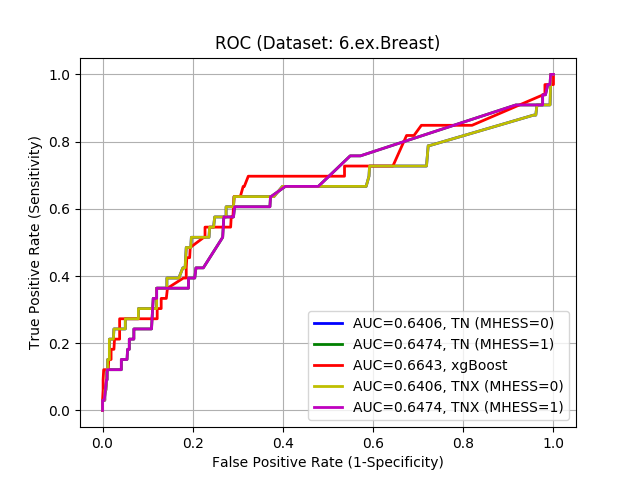 ROC (Dataset: 6.ex.Breast)
True Positive Rate (Sensitivity)
1.0
0.8
0.6
0.4
0.2
0.0
AUC=0.6406, TN (MHESS=0)
AUC=0.6474, TN (MHESS=1)
AUC=0.6643, xgBoost
AUC=0.6406, TNX (MHESS=0)
AUC=0.6474, TNX (MHESS=1)
0.0 0.2 0.4 0.6 0.8 1.0
False Positive Rate (1-Specificity)